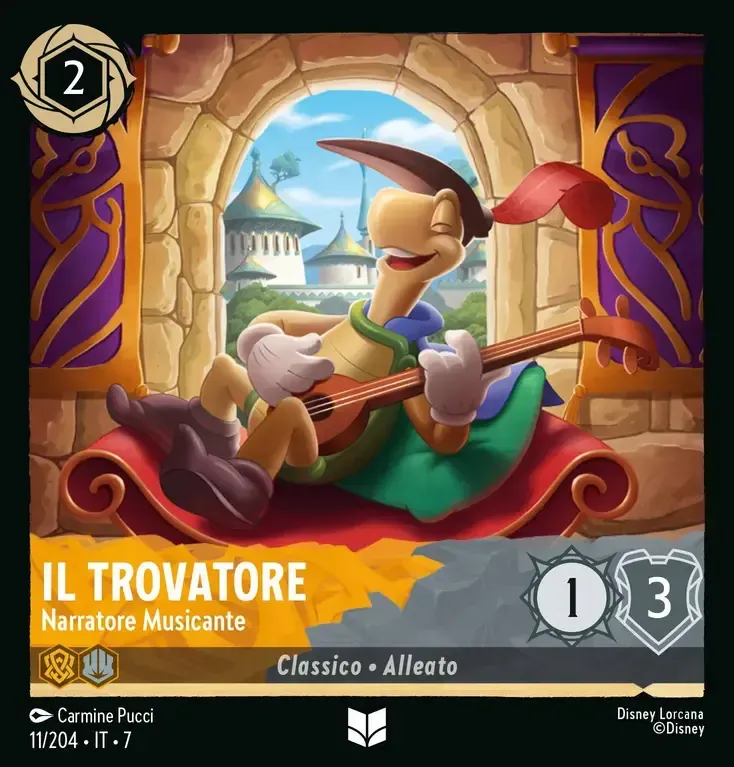 2
IL TROVATORE
Narratore Musicante
1
3
Classico • Alleato
Carmine Pucci
11/204 • IT • 7
Disney Lorcana
©Disney